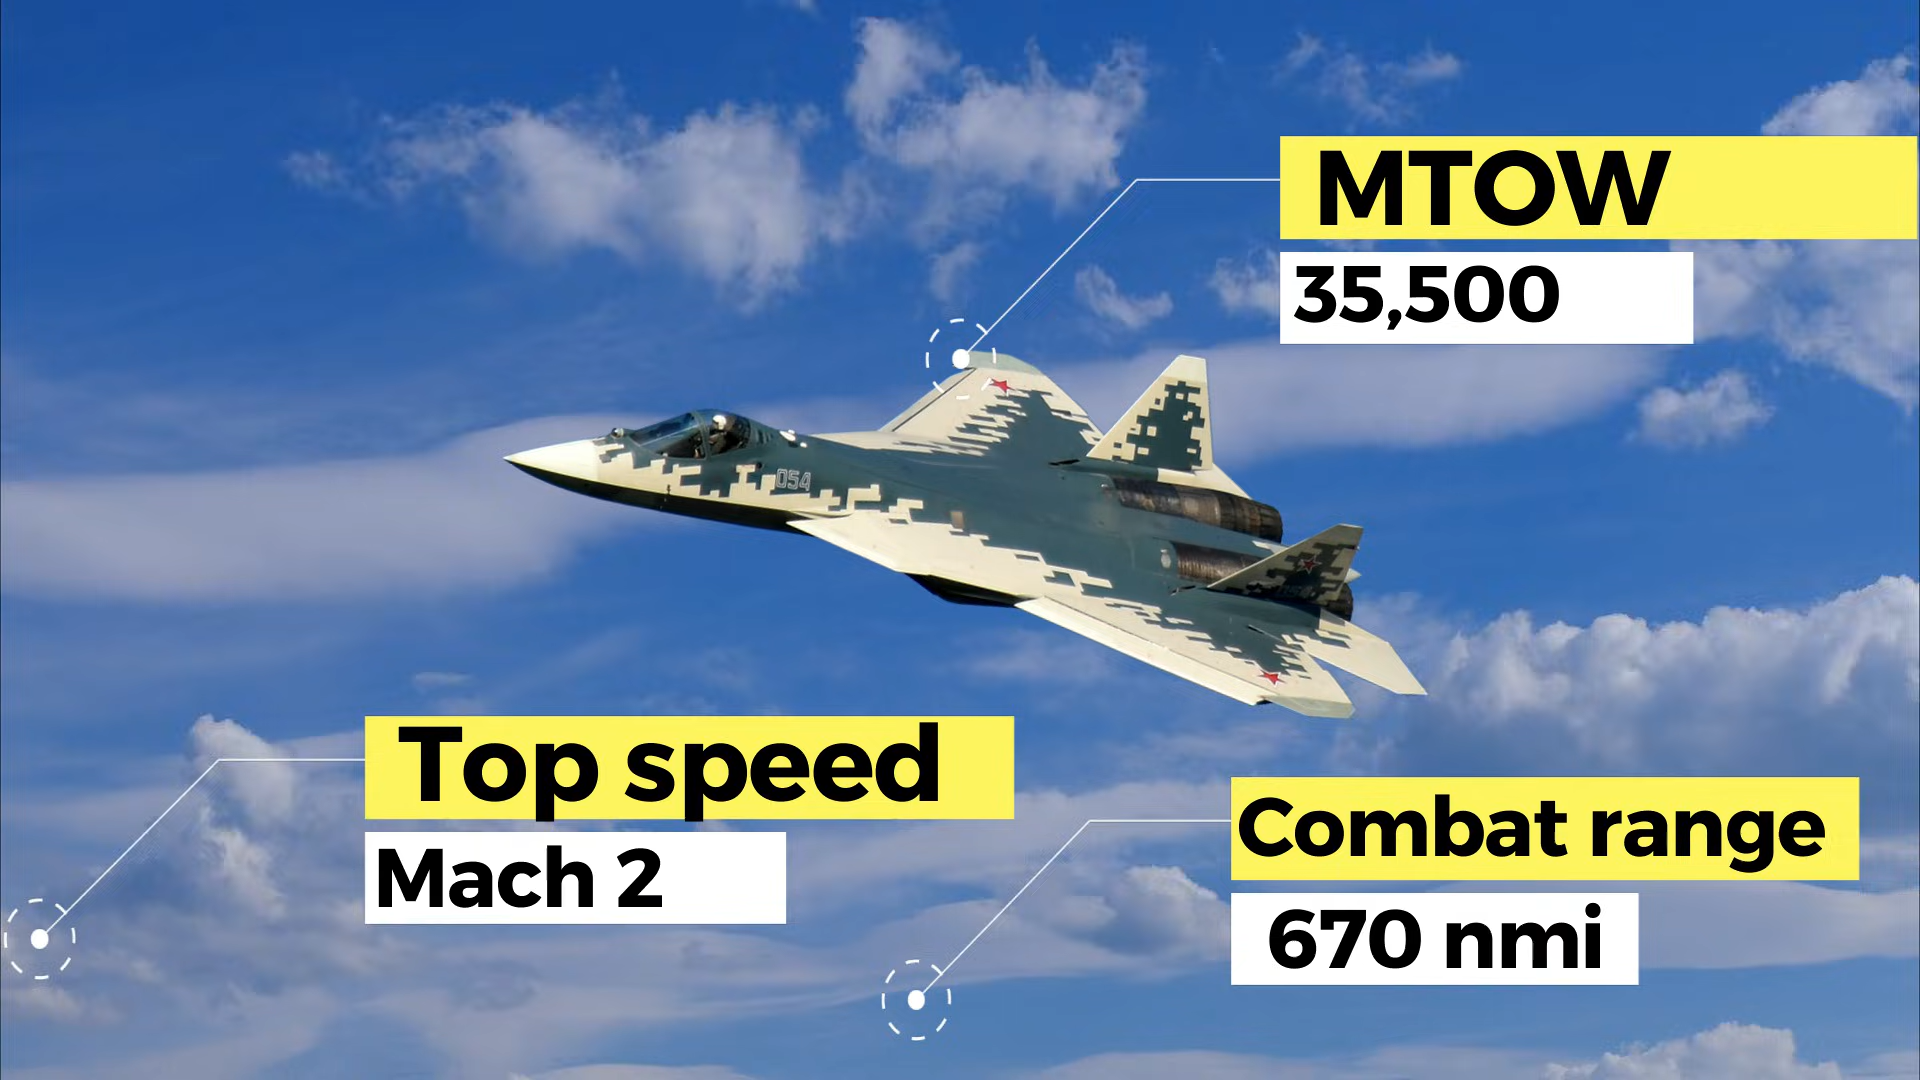 MTOW
35,500
054
Top speed
Mach 2
Combat range
670 nmi